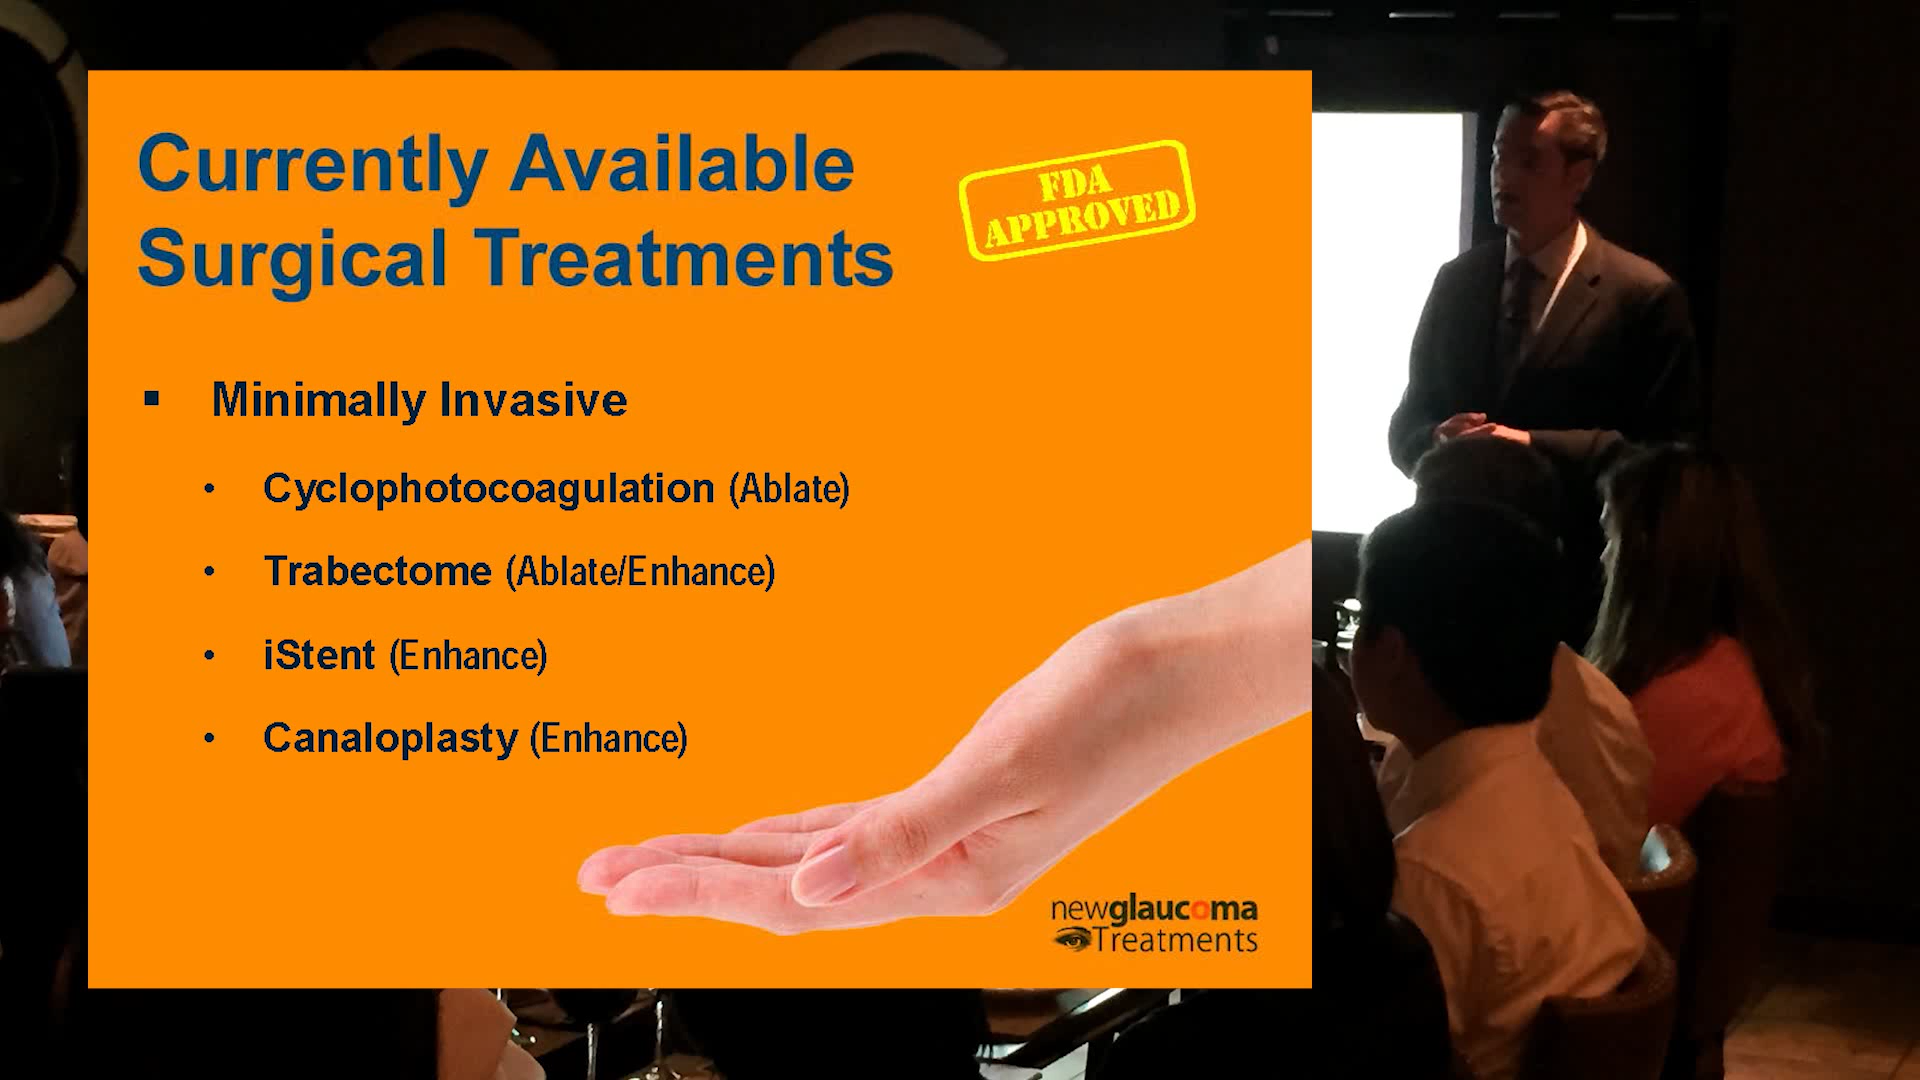 Currently Available
Surgical Treatments
FDA
APPROVED
▪ Minimally Invasive
• Cyclophotocoagulation (Ablate)
• Trabectome (Ablate/Enhance)
• iStent (Enhance)
• Canaloplasty (Enhance)
newglaucoma
Treatments